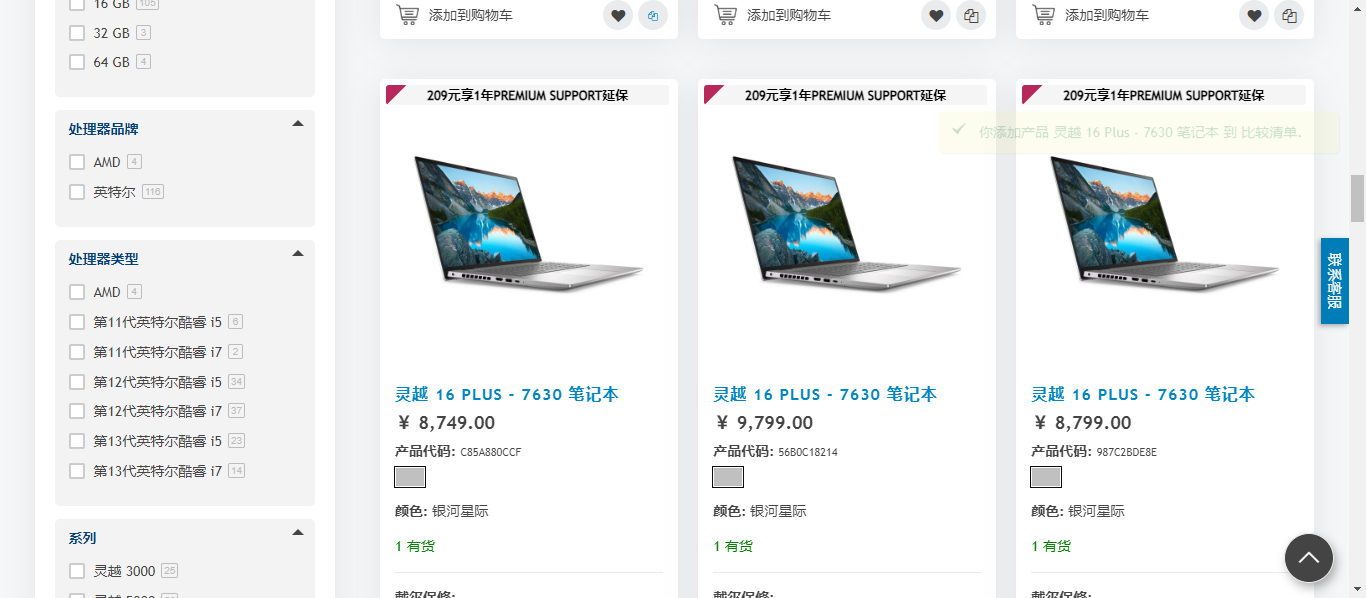 16 GB 105
32 GB 3
64 GB 4
处理器品牌
AMD 4
英特尔 116
处理器类型
AMD 4
第11代英特尔酷睿 i5 6
第11代英特尔酷睿 i7 2
第12代英特尔酷睿 i5 34
第12代英特尔酷睿 i7 37
第13代英特尔酷睿 i5 23
第13代英特尔酷睿 i7 14
系列
灵越 3000 25
添加到购物车
添加到购物车
添加到购物车
209元享1年PREMIUM SUPPORT延保
灵越 16 PLUS - 7630 笔记本
¥ 8,749.00
产品代码: C85A880CCF
颜色: 银河星际
1 有货
戴尔保修:
209元享1年PREMIUM SUPPORT延保
灵越 16 PLUS - 7630 笔记本
¥ 9,799.00
产品代码: 56B0C18214
颜色: 银河星际
1 有货
戴尔保修:
209元享1年PREMIUM SUPPORT延保
灵越 16 PLUS - 7630 笔记本
¥ 8,799.00
产品代码: 987C2BDE8E
颜色: 银河星际
1 有货
戴尔保修:
你添加产品 灵越 16 Plus - 7630 笔记本 到 比较清单.
联系客服